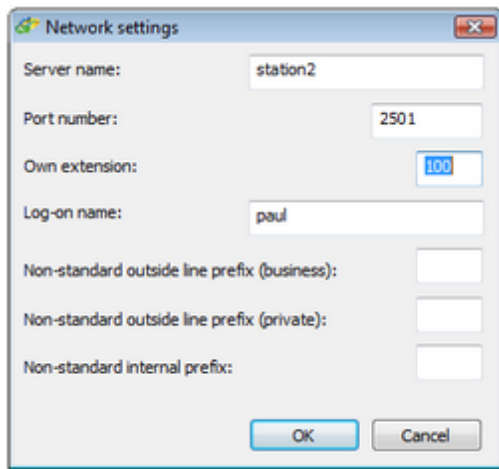 Network settings
Server name: station2
Port number: 2501
Own extension: 100
Log-on name: paul
Non-standard outside line prefix (business):
Non-standard outside line prefix (private):
Non-standard internal prefix:
OK Cancel